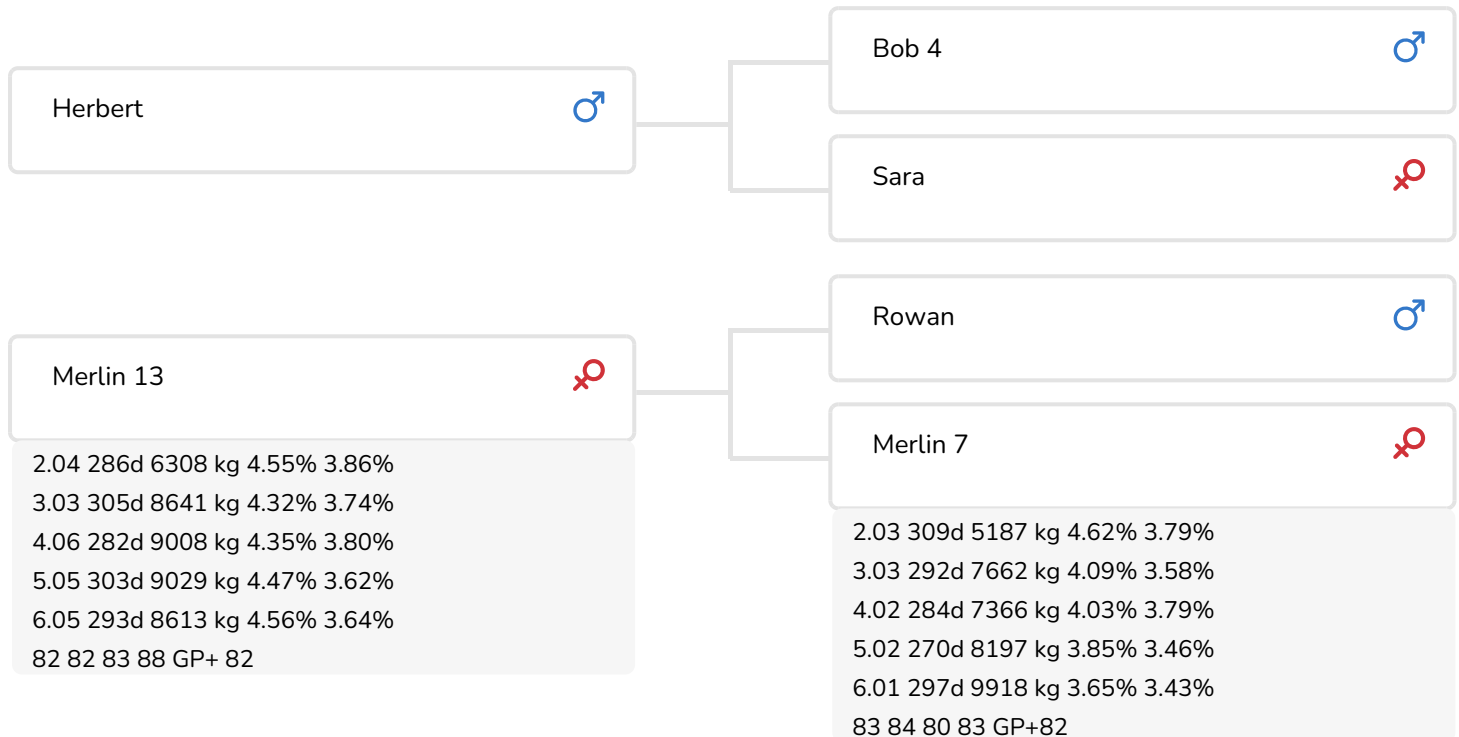 Herbert
Bob 4
Sara
Merlin 13
2.04 286d 6308 kg 4.55% 3.86%
3.03 305d 8641 kg 4.32% 3.74%
4.06 282d 9008 kg 4.35% 3.80%
5.05 303d 9029 kg 4.47% 3.62%
6.05 293d 8613 kg 4.56% 3.64%
82 82 83 88 GP+ 82
Rowan
Merlin 7
2.03 309d 5187 kg 4.62% 3.79%
3.03 292d 7662 kg 4.09% 3.58%
4.02 284d 7366 kg 4.03% 3.79%
5.02 270d 8197 kg 3.85% 3.46%
6.01 297d 9918 kg 3.65% 3.43%
83 84 80 83 GP+82